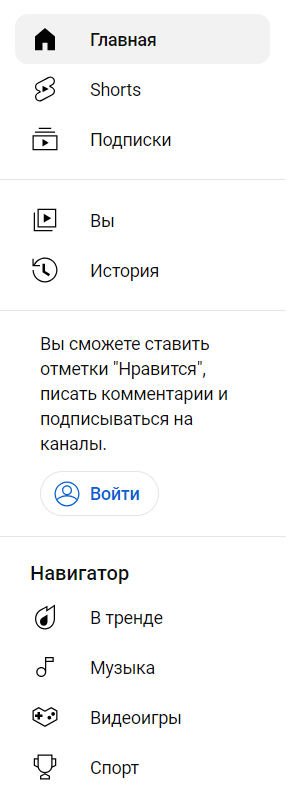 Главная
Shorts
Подписки
Вы
История
Вы сможете ставить
отметки "Нравится",
писать комментарии и
подписываться на
каналы.
Войти
Навигатор
В тренде
Музыка
Видеоигры
Спорт